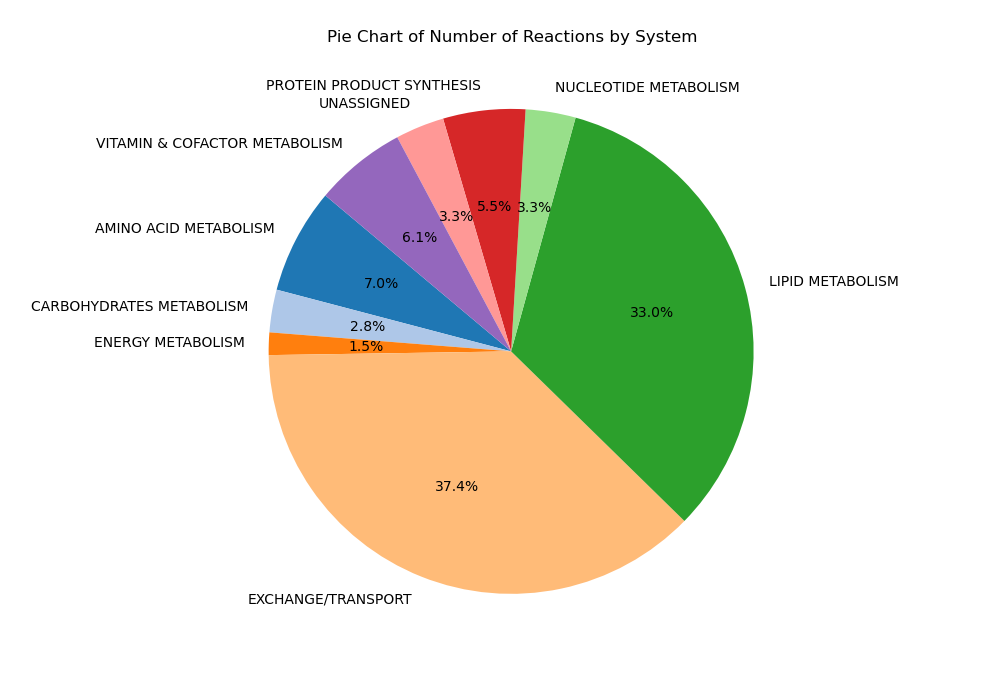 Pie Chart of Number of Reactions by System
PROTEIN PRODUCT SYNTHESIS
NUCLEOTIDE METABOLISM
UNASSIGNED
VITAMIN & COFACTOR METABOLISM
AMINO ACID METABOLISM
LIPID METABOLISM
CARBOHYDRATES METABOLISM
ENERGY METABOLISM
EXCHANGE/TRANSPORT
5.5%
3.3%
3.3%
6.1%
7.0%
33.0%
2.8%
1.5%
37.4%